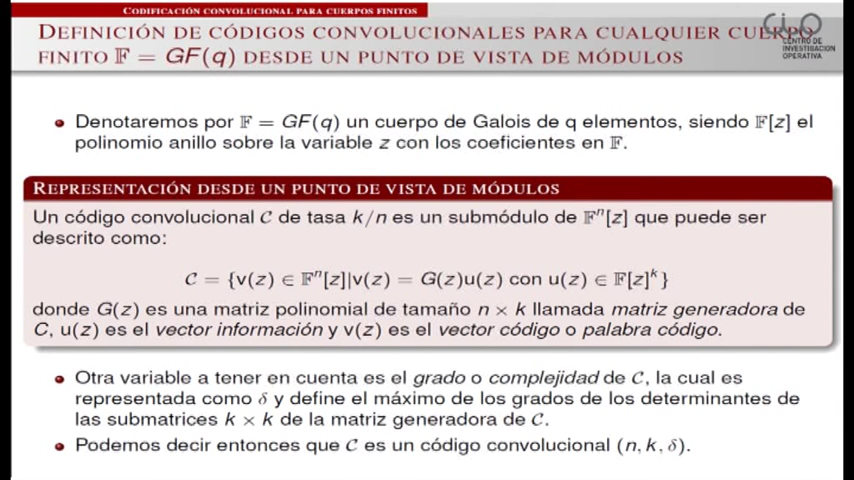 CODIFICACIÓN CONVOLUCIONAL PARA CUERPOS FINITOS
DEFINICIÓN DE CÓDIGOS CONVOLUCIONALES PARA CUALQUIER CUERPO
FINITO 𝔽 = GF(q) DESDE UN PUNTO DE VISTA DE MÓDULOS
CIO
CENTRO DE
INVESTIGACION
OPERATIVA
• Denotaremos por 𝔽 = GF(q) un cuerpo de Galois de q elementos, siendo 𝔽[z] el
polinomio anillo sobre la variable z con los coeficientes en 𝔽.
REPRESENTACIÓN DESDE UN PUNTO DE VISTA DE MÓDULOS
Un código convolucional 𝒞 de tasa k/n es un submódulo de 𝔽ⁿ[z] que puede ser
descrito como:
𝒞 = {v(z) ∈ 𝔽ⁿ[z]|v(z) = G(z)u(z) con u(z) ∈ 𝔽[z]ᵏ}
donde G(z) es una matriz polinomial de tamaño n × k llamada matriz generadora de
C, u(z) es el vector información y v(z) es el vector código o palabra código.
• Otra variable a tener en cuenta es el grado o complejidad de 𝒞, la cual es
representada como δ y define el máximo de los grados de los determinantes de
las submatrices k × k de la matriz generadora de 𝒞.
• Podemos decir entonces que 𝒞 es un código convolucional (n, k, δ).